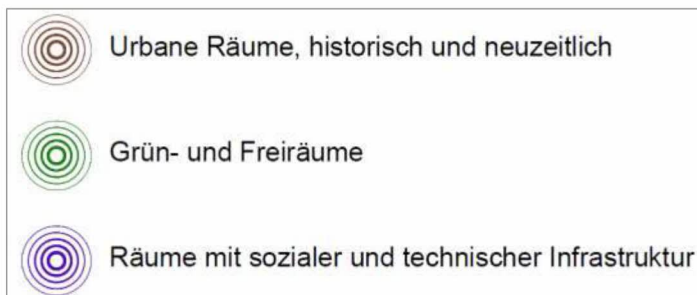 Urbane Räume, historisch und neuzeitlich
Grün- und Freiräume
Räume mit sozialer und technischer Infrastruktur